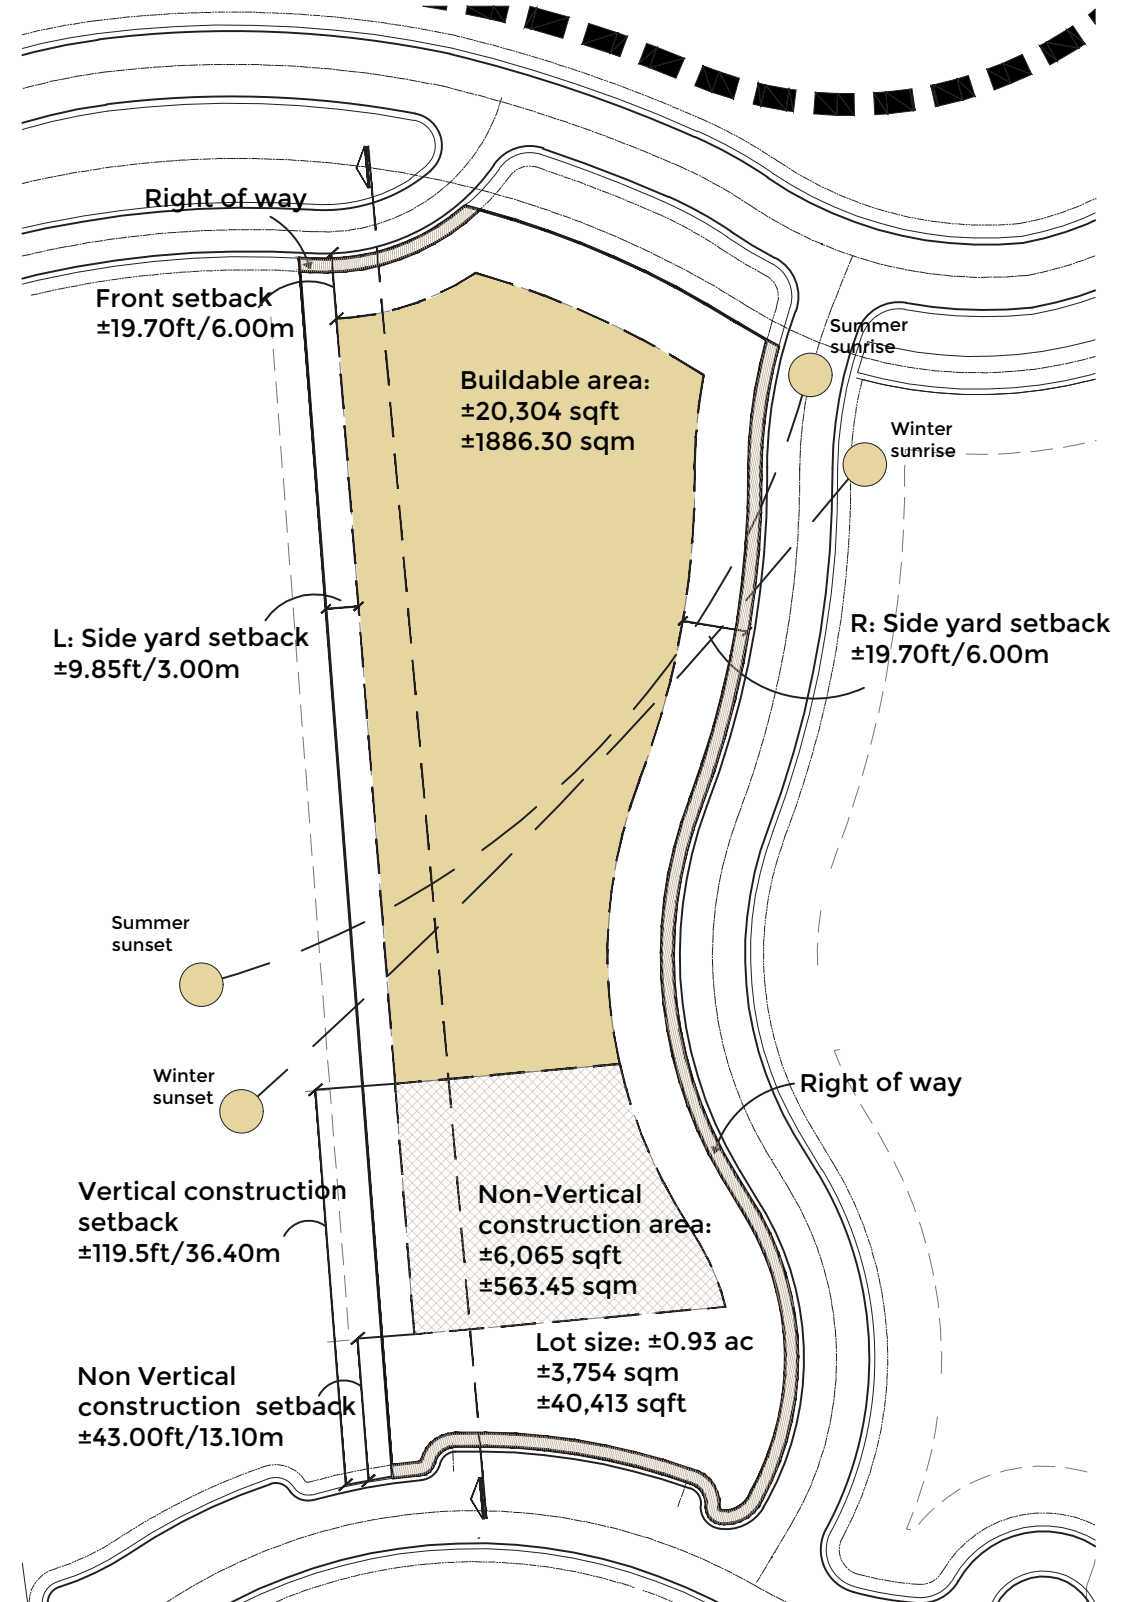 Right of way
Front setback
±19.70ft/6.00m
Summer
sunrise
Buildable area:
±20,304 sqft
±1886.30 sqm
Winter
sunrise
L: Side yard setback
±9.85ft/3.00m
R: Side yard setback
±19.70ft/6.00m
Summer
sunset
Winter
sunset
Right of way
Vertical construction
setback
±119.5ft/36.40m
Non-Vertical
construction area:
±6,065 sqft
±563.45 sqm
Lot size: ±0.93 ac
±3,754 sqm
±40,413 sqft
Non Vertical
construction  setback
±43.00ft/13.10m